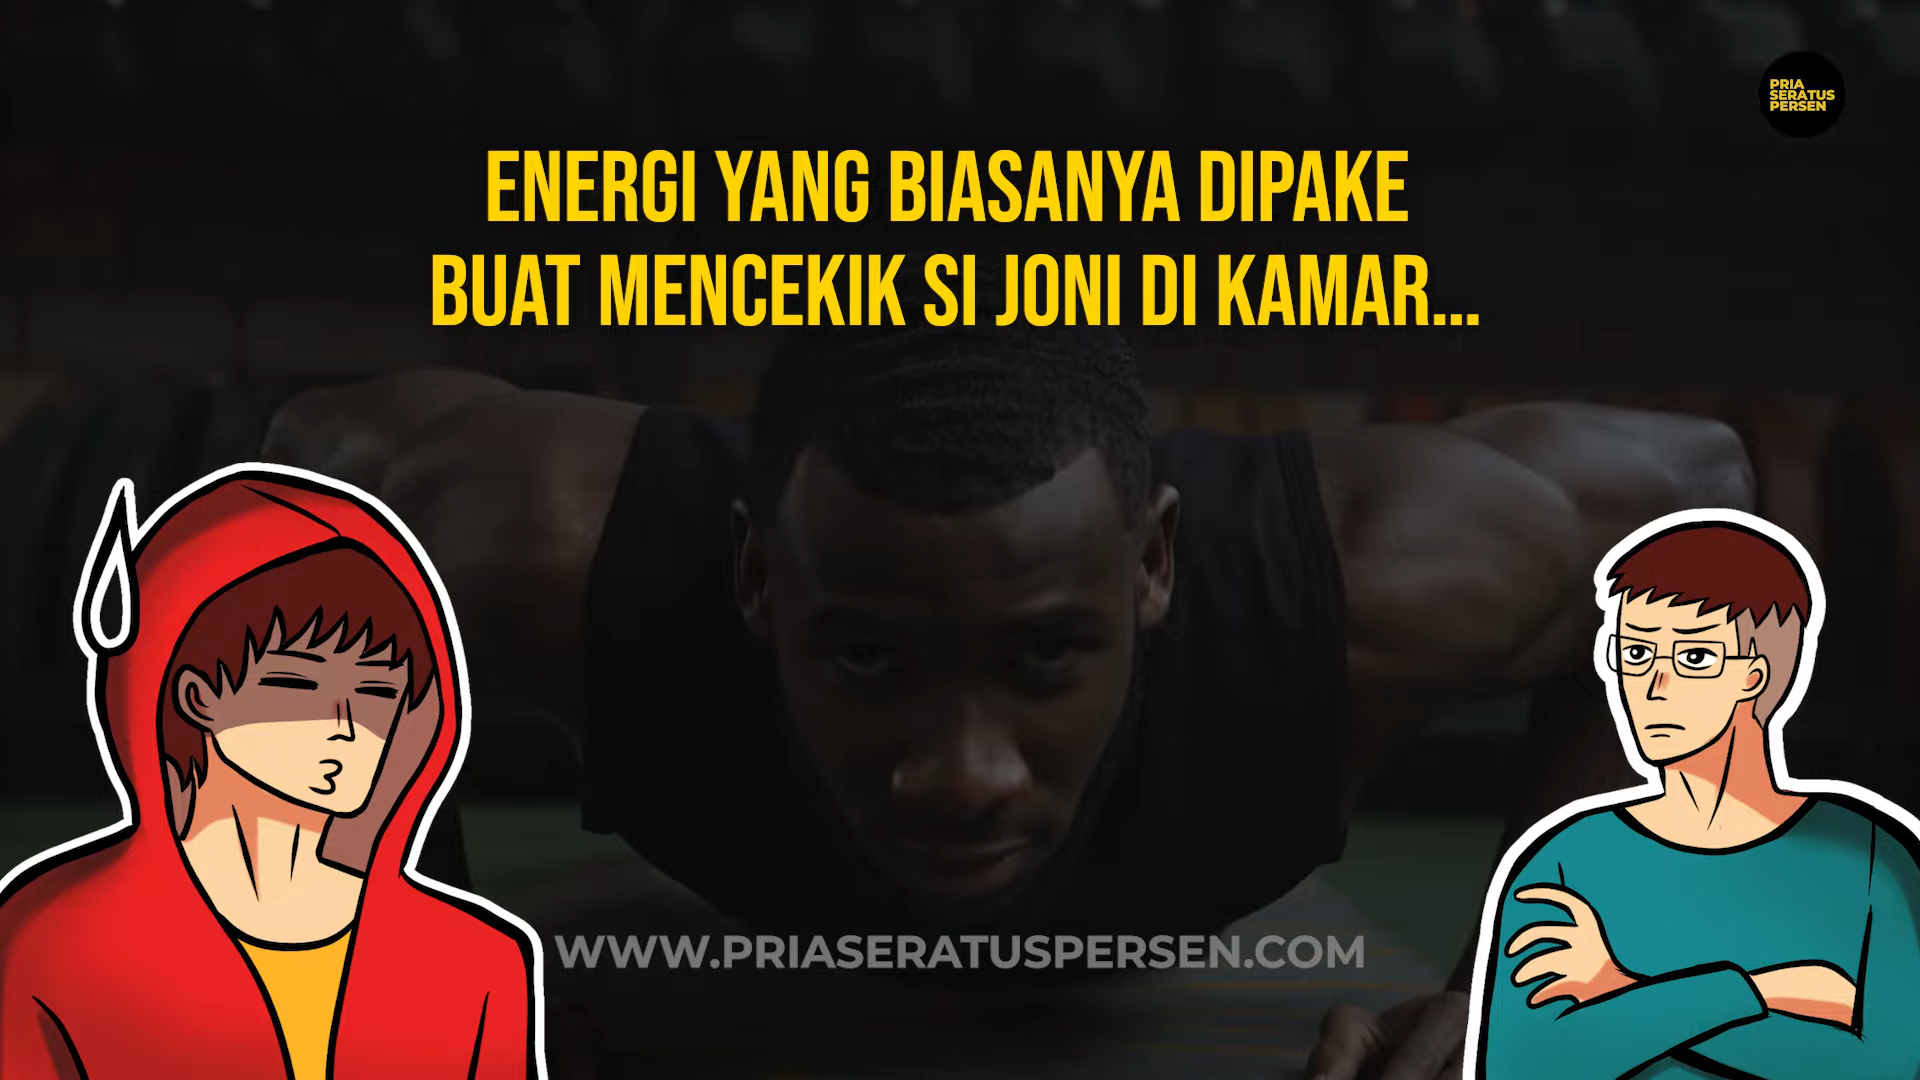 PRIA
SERATUS
PERSEN
ENERGI YANG BIASANYA DIPAKE
BUAT MENCEKIK SI JONI DI KAMAR...
WWW.PRIASERATUSPERSEN.COM